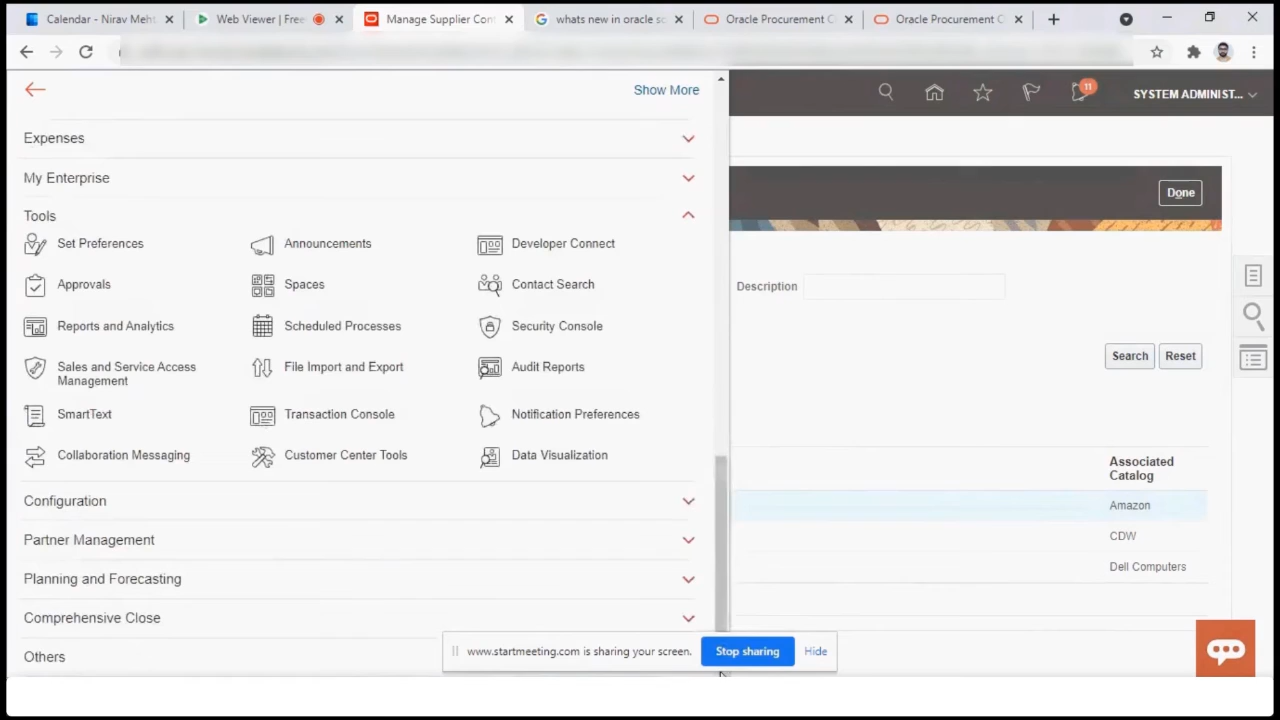 Calendar - Nirav Meht
Web Viewer | Free
Manage Supplier Con
whats new in oracle sc
Oracle Procurement C
Oracle Procurement C
Show More
11
SYSTEM ADMINIST...
Expenses
My Enterprise
Done
Tools
Set Preferences
Announcements
Developer Connect
Approvals
Spaces
Contact Search
Description
Reports and Analytics
Scheduled Processes
Security Console
Search
Reset
Sales and Service Access
Management
File Import and Export
Audit Reports
SmartText
Transaction Console
Notification Preferences
Collaboration Messaging
Customer Center Tools
Data Visualization
Associated
Catalog
Configuration
Amazon
Partner Management
CDW
Planning and Forecasting
Dell Computers
Comprehensive Close
Others
www.startmeeting.com is sharing your screen.
Stop sharing
Hide